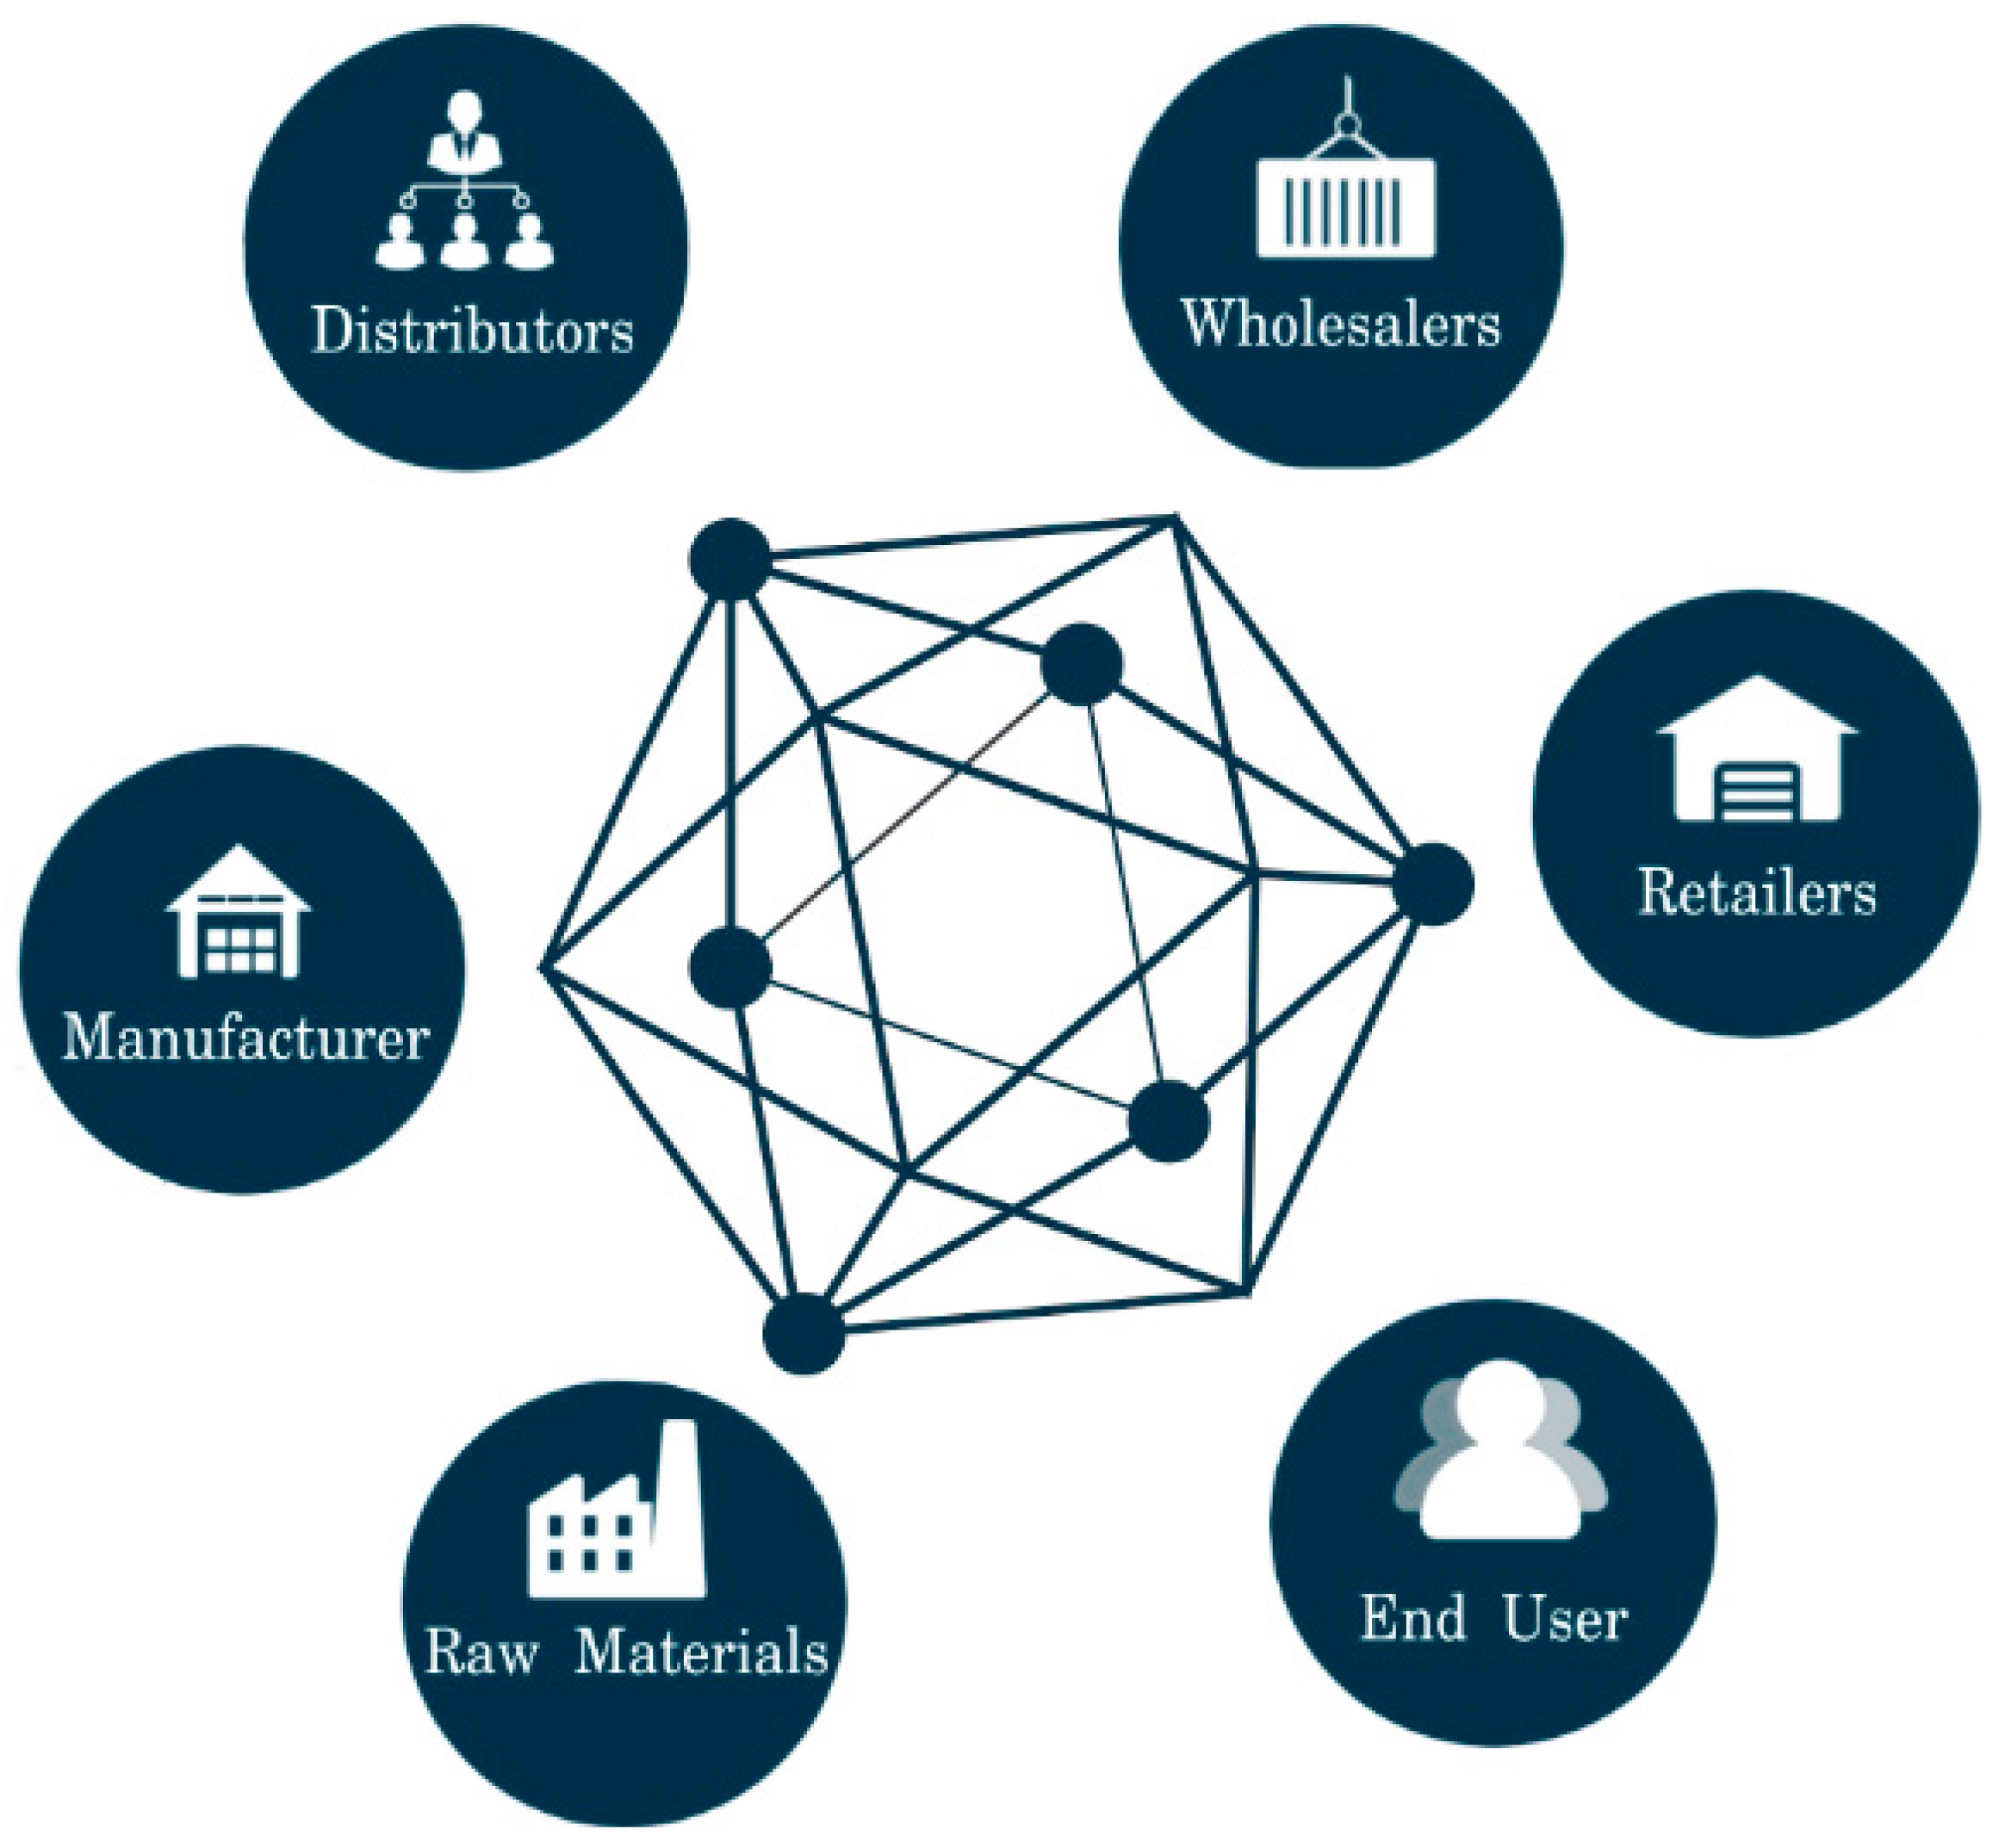 Distributors
Wholesalers
Retailers
Manufacturer
End User
Raw Materials